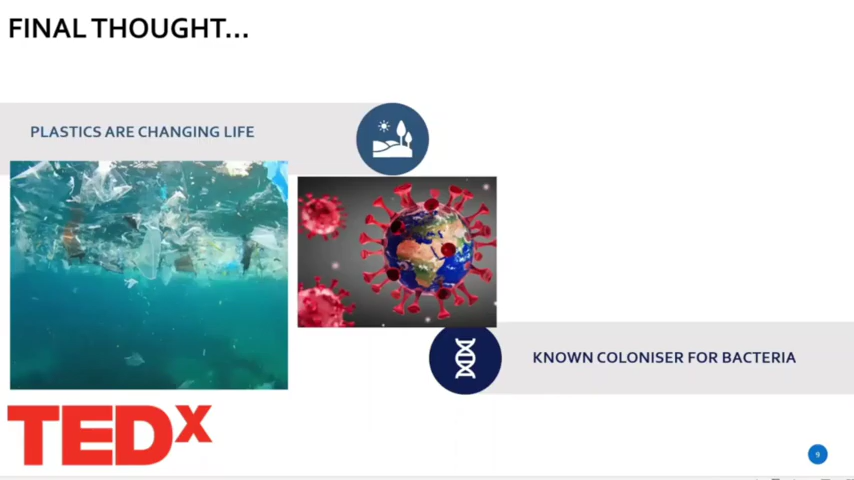 FINAL THOUGHT...
PLASTICS ARE CHANGING LIFE
KNOWN COLONISER FOR BACTERIA
TEDx
9